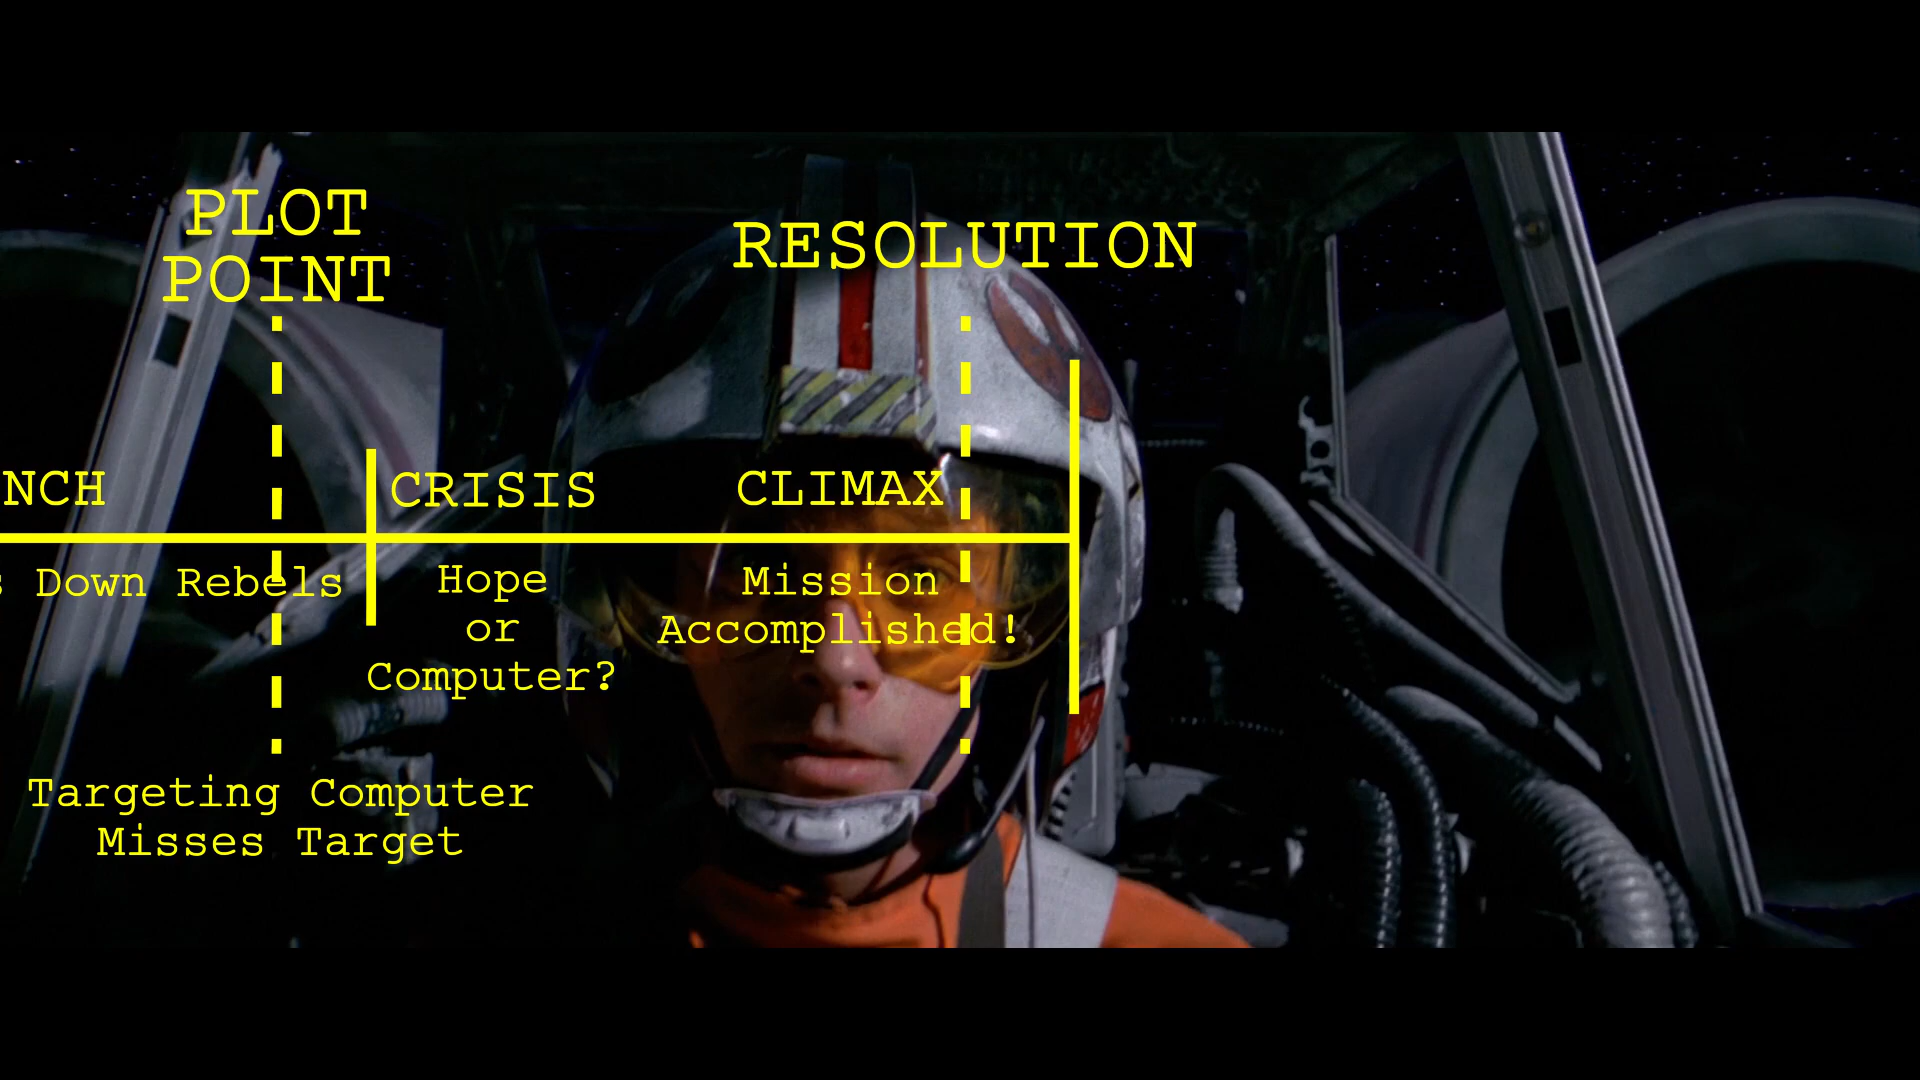 PLOT
POINT
RESOLUTION
NCH
CRISIS
CLIMAX
s Down Rebels
Hope
or
Computer?
Mission
Accomplished!
Targeting Computer
Misses Target